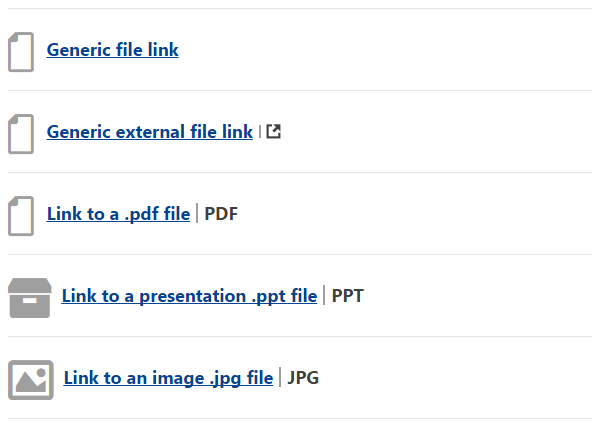 Generic file link
Generic external file link |
Link to a .pdf file | PDF
Link to a presentation .ppt file | PPT
Link to an image .jpg file | JPG